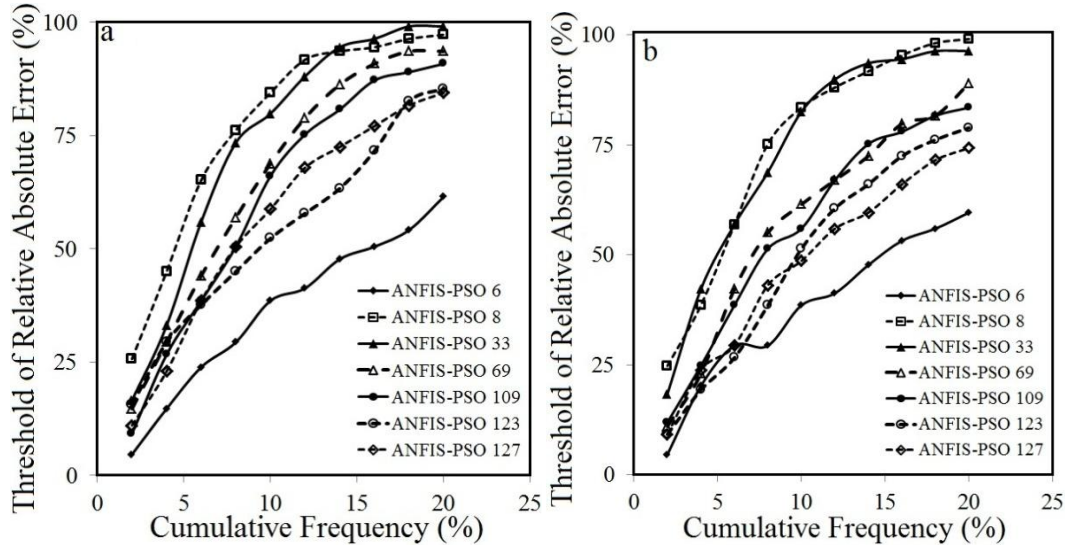 a
Threshold of Relative Absolute Error (%)
100
75
50
25
0
ANFIS-PSO 6
ANFIS-PSO 8
ANFIS-PSO 33
ANFIS-PSO 69
ANFIS-PSO 109
ANFIS-PSO 123
ANFIS-PSO 127
0 5 10 15 20 25
Cumulative Frequency (%)
b
Threshold of Relative Absolute Error (%)
100
75
50
25
0
ANFIS-PSO 6
ANFIS-PSO 8
ANFIS-PSO 33
ANFIS-PSO 69
ANFIS-PSO 109
ANFIS-PSO 123
ANFIS-PSO 127
0 5 10 15 20 25
Cumulative Frequency (%)